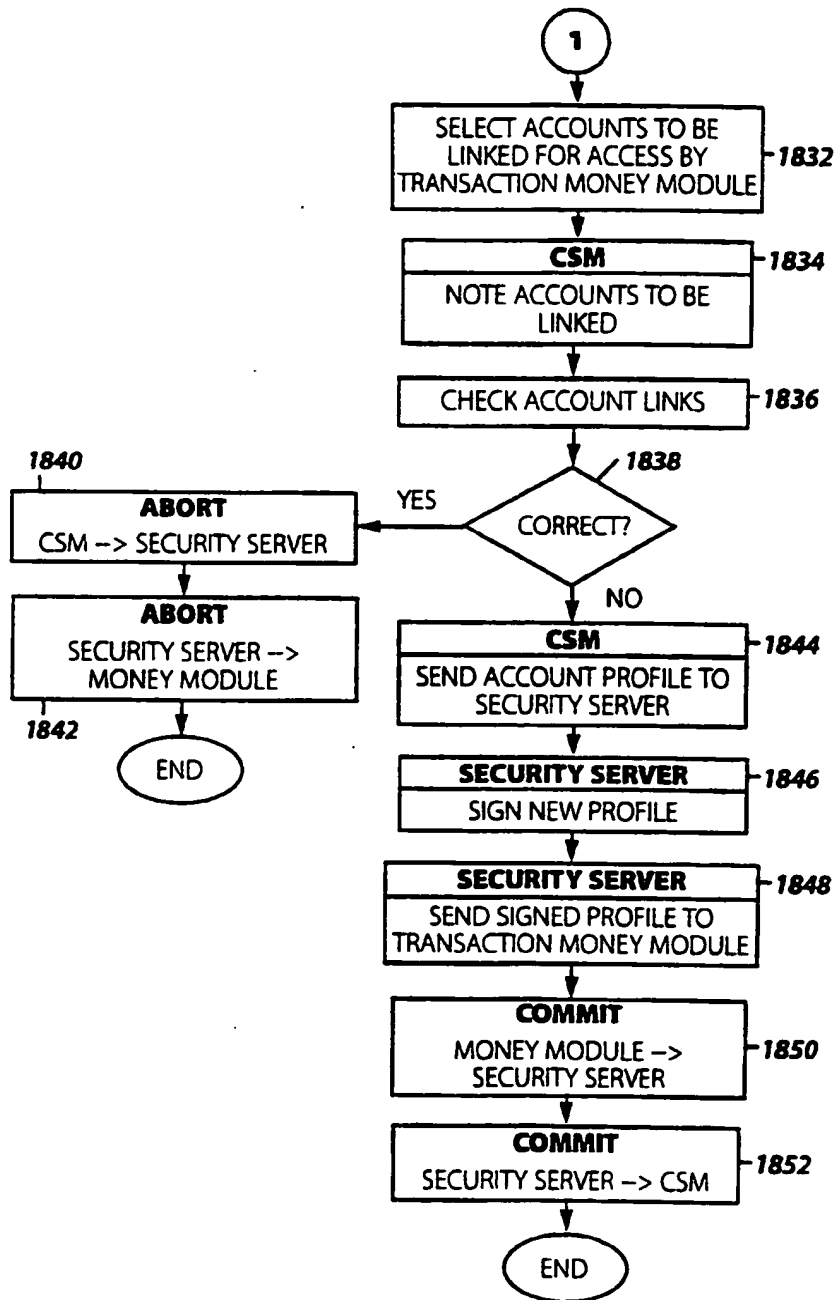 1
SELECT ACCOUNTS TO BE
LINKED FOR ACCESS BY
TRANSACTION MONEY MODULE
1832
CSM
1834
NOTE ACCOUNTS TO BE
LINKED
CHECK ACCOUNT LINKS
1836
1838
CORRECT?
YES
1840
ABORT
CSM --> SECURITY SERVER
ABORT
SECURITY SERVER -->
MONEY MODULE
1842
END
NO
CSM
1844
SEND ACCOUNT PROFILE TO
SECURITY SERVER
SECURITY SERVER
1846
SIGN NEW PROFILE
SECURITY SERVER
1848
SEND SIGNED PROFILE TO
TRANSACTION MONEY MODULE
COMMIT
MONEY MODULE -->
SECURITY SERVER
1850
COMMIT
SECURITY SERVER --> CSM
1852
END